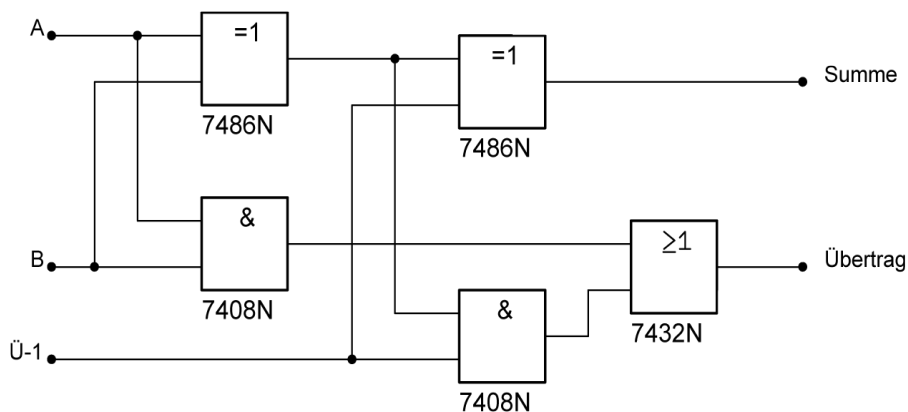 A
=1
7486N
=1
7486N
Summe
&
7408N
B
≥1
7432N
Übertrag
Ü-1
&
7408N